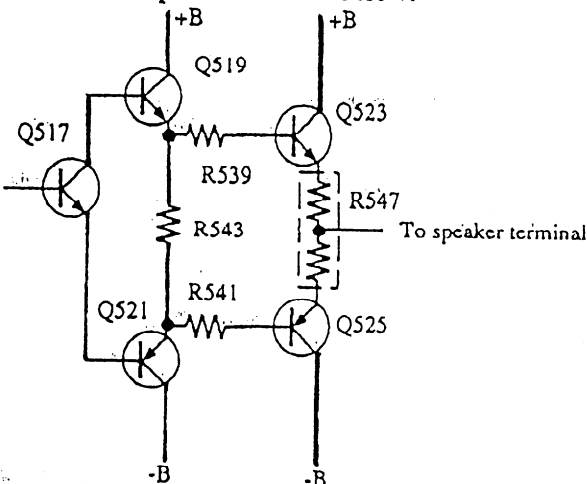 +B
+B
Q519
Q523
Q517
R539
R547
R543
To speaker terminal
R541
Q521
Q525
-B
-B